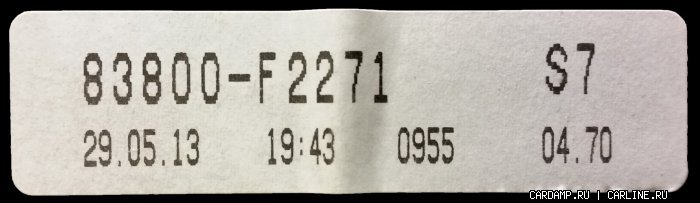 83800-F2271 S7
29.05.13 19:43 0955 04.70
CARDAMP.RU | CARLINE.RU